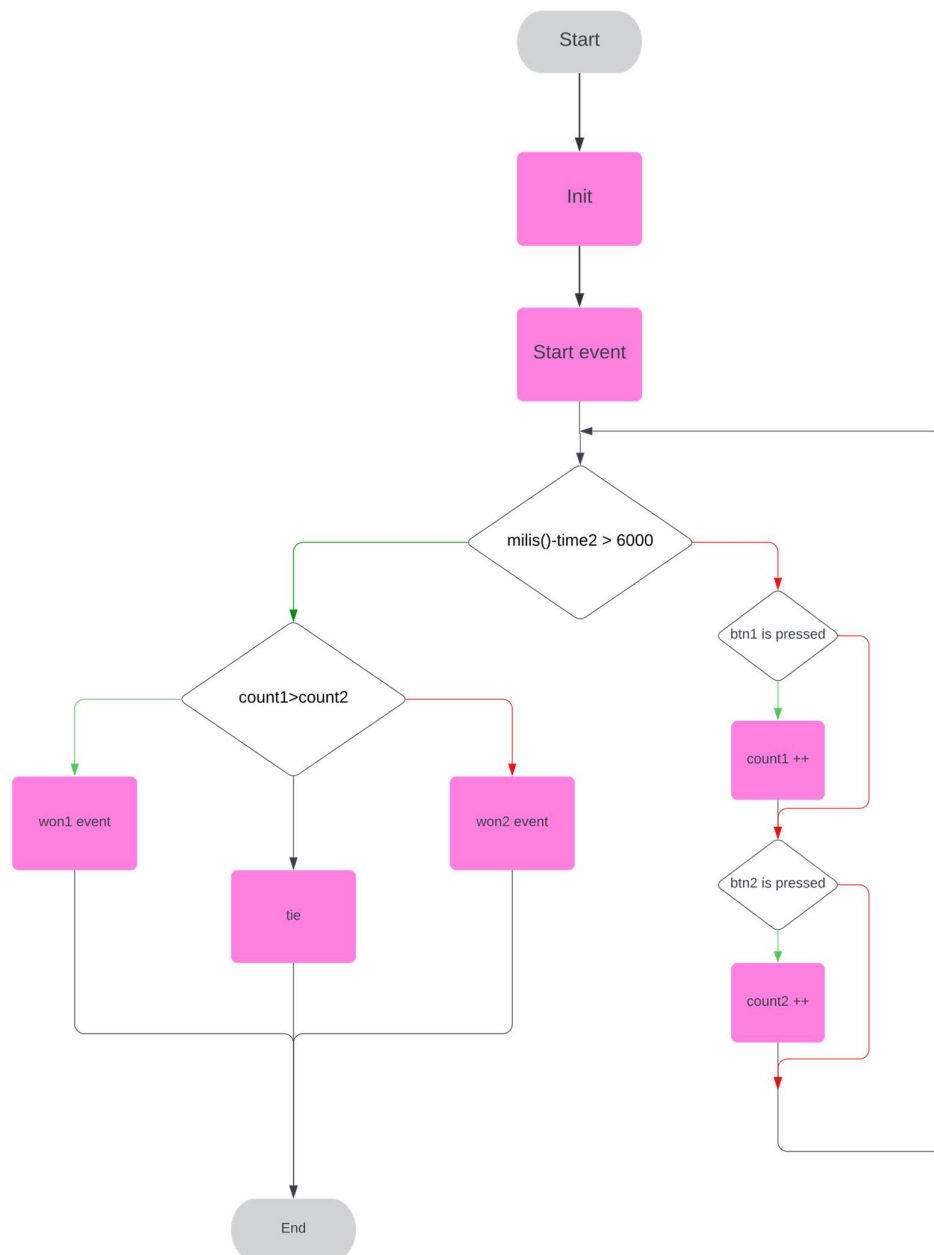 Start
Init
Start event
milis()-time2 > 6000
btn1 is pressed
count1>count2
count1 ++
won1 event
won2 event
btn2 is pressed
tie
count2 ++
End